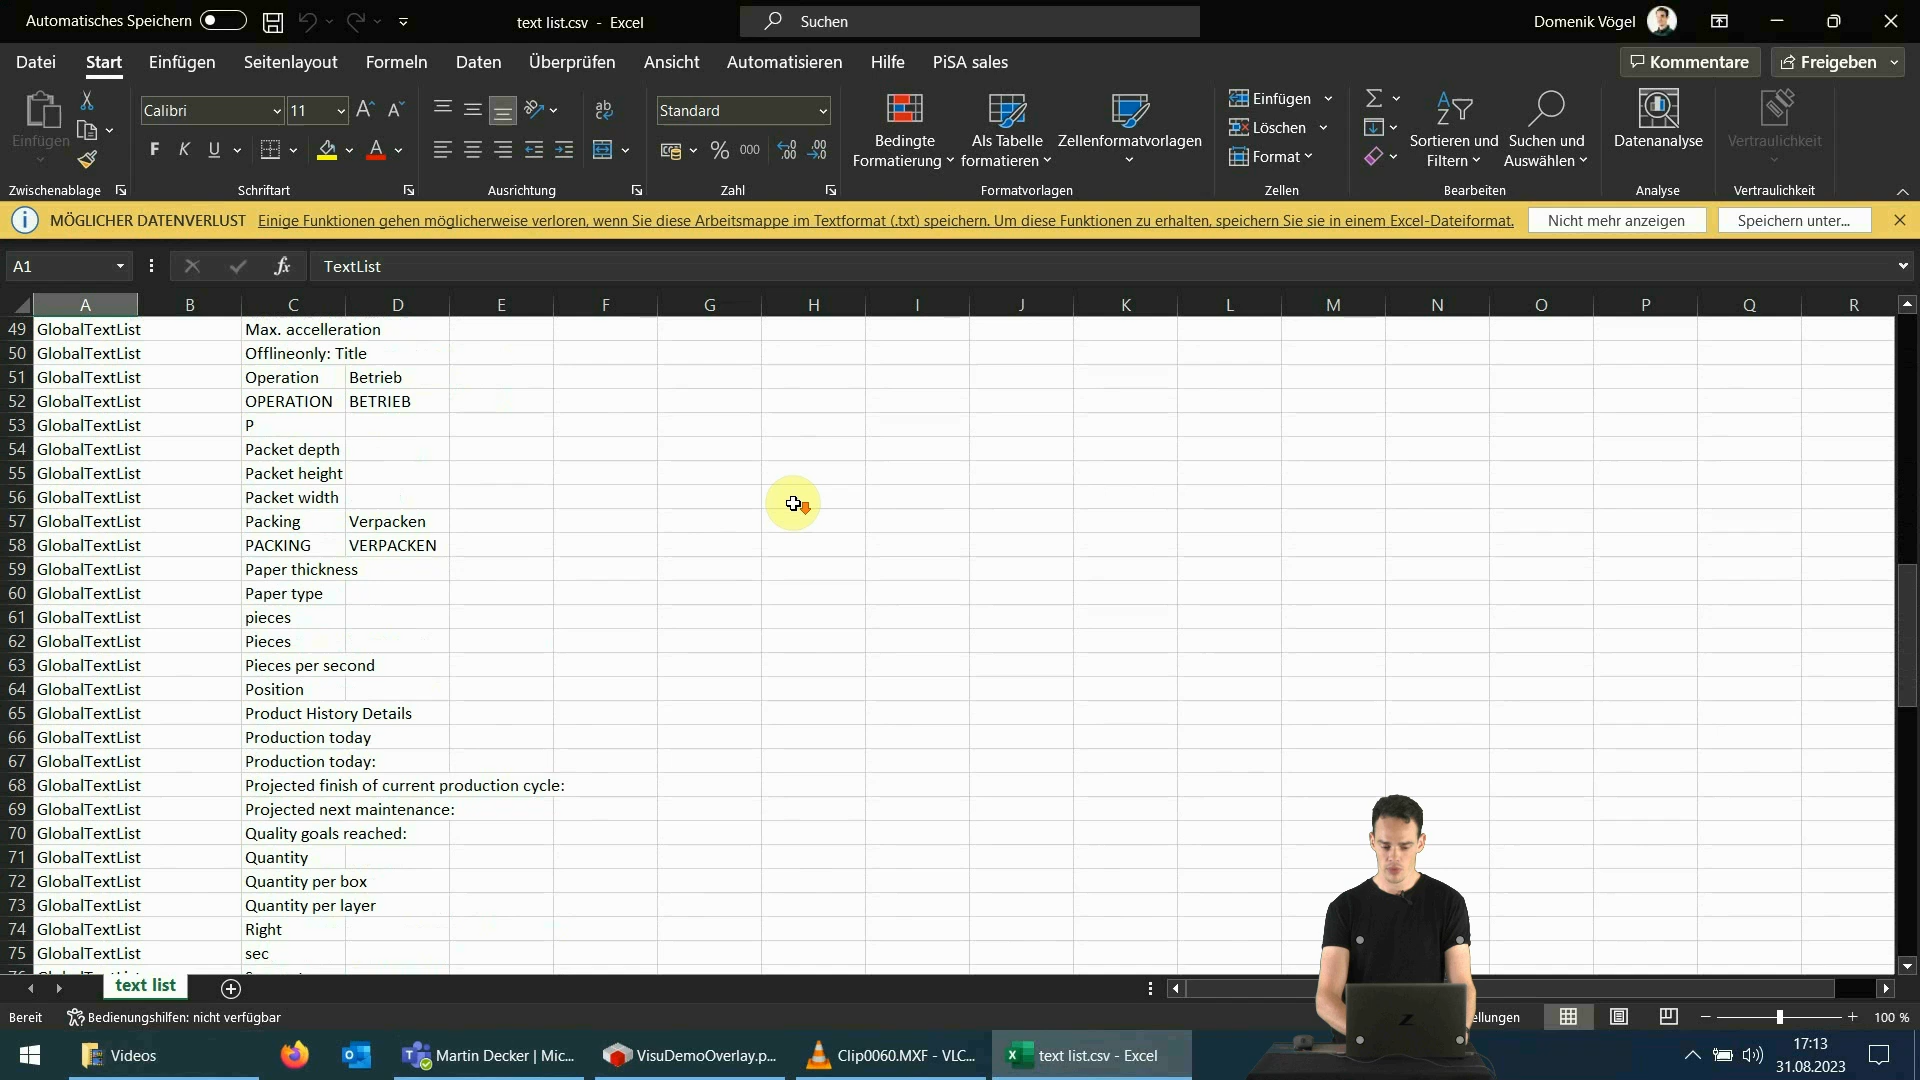 Automatisches Speichern
text list.csv - Excel
Suchen
Domenik Vögel
Datei Start Einfügen Seitenlayout Formeln Daten Überprüfen Ansicht Automatisieren Hilfe PiSA sales
Kommentare
Freigeben
Einfügen
Calibri 11
F K U
Standard
% 000
Bedingte Formatierung
Als Tabelle formatieren
Zellenformatvorlagen
Einfügen
Löschen
Format
Sortieren und Filtern
Suchen und Auswählen
Datenanalyse
Vertraulichkeit
Zwischenablage Schriftart Ausrichtung Zahl Formatvorlagen Zellen Bearbeiten Analyse Vertraulichkeit
MÖGLICHER DATENVERLUST Einige Funktionen gehen möglicherweise verloren, wenn Sie diese Arbeitsmappe im Textformat (.txt) speichern. Um diese Funktionen zu erhalten, speichern Sie sie in einem Excel-Dateiformat. Nicht mehr anzeigen Speichern unter...
A1 fx TextList
A B C D E F G H I J K L M N O P Q R
49 GlobalTextList Max. accelleration
50 GlobalTextList Offlineonly: Title
51 GlobalTextList Operation Betrieb
52 GlobalTextList OPERATION BETRIEB
53 GlobalTextList P
54 GlobalTextList Packet depth
55 GlobalTextList Packet height
56 GlobalTextList Packet width
57 GlobalTextList Packing Verpacken
58 GlobalTextList PACKING VERPACKEN
59 GlobalTextList Paper thickness
60 GlobalTextList Paper type
61 GlobalTextList pieces
62 GlobalTextList Pieces
63 GlobalTextList Pieces per second
64 GlobalTextList Position
65 GlobalTextList Product History Details
66 GlobalTextList Production today
67 GlobalTextList Production today:
68 GlobalTextList Projected finish of current production cycle:
69 GlobalTextList Projected next maintenance:
70 GlobalTextList Quality goals reached:
71 GlobalTextList Quantity
72 GlobalTextList Quantity per box
73 GlobalTextList Quantity per layer
74 GlobalTextList Right
75 GlobalTextList sec
text list
Bereit Bedienungshilfen: nicht verfügbar
ellungen
100 %
Videos
Martin Decker | Mic...
VisuDemoOverlay.p...
Clip0060.MXF - VLC...
text list.csv - Excel
17:13
31.08.2023